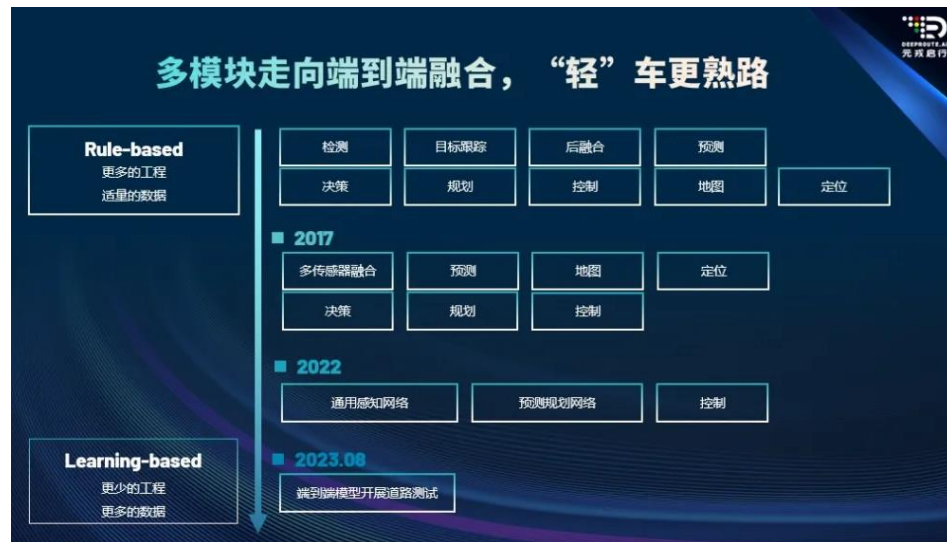 DEEPROUTE.AI
元戎启行
多模块走向端到端融合，“轻”车更熟路
Rule-based
更多的工程
适量的数据
检测
目标跟踪
后融合
预测
决策
规划
控制
地图
定位
2017
多传感器融合
预测
地图
定位
决策
规划
控制
2022
通用感知网络
预测规划网络
控制
Learning-based
更少的工程
更多的数据
2023.08
端到端模型开展道路测试